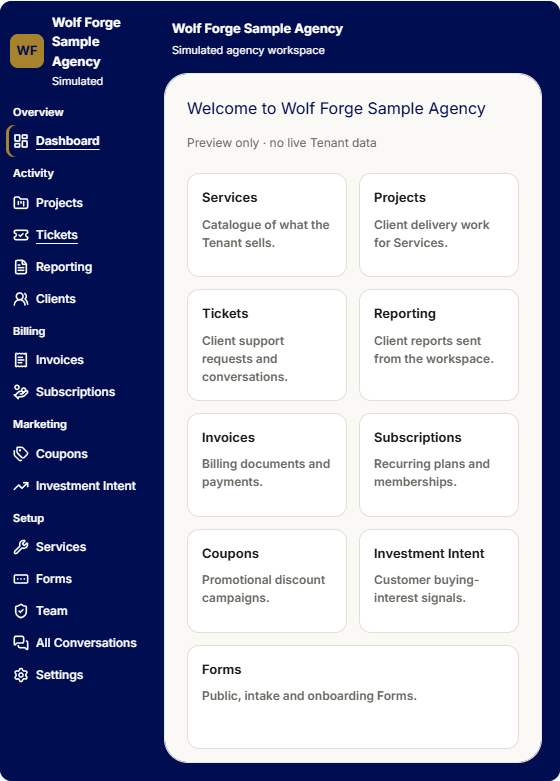 WF
Wolf Forge
Sample
Agency
Simulated
Overview
Dashboard
Activity
Projects
Tickets
Reporting
Clients
Billing
Invoices
Subscriptions
Marketing
Coupons
Investment Intent
Setup
Services
Forms
Team
All Conversations
Settings
Wolf Forge Sample Agency
Simulated agency workspace
Welcome to Wolf Forge Sample Agency
Preview only · no live Tenant data
Services
Catalogue of what the
Tenant sells.
Projects
Client delivery work
for Services.
Tickets
Client support
requests and
conversations.
Reporting
Client reports sent
from the workspace.
Invoices
Billing documents and
payments.
Subscriptions
Recurring plans and
memberships.
Coupons
Promotional discount
campaigns.
Investment Intent
Customer buying-
interest signals.
Forms
Public, intake and onboarding Forms.